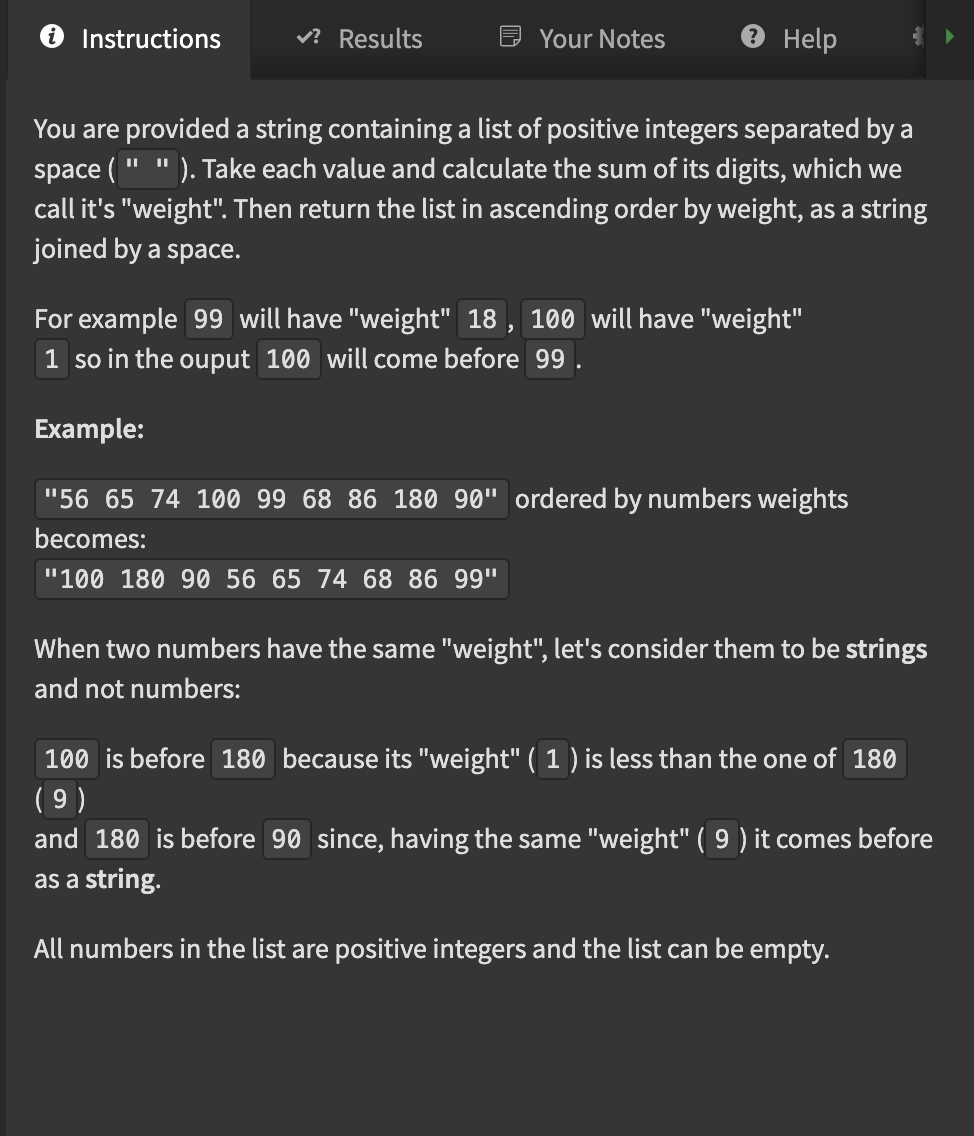 Instructions
Results
Your Notes
Help
You are provided a string containing a list of positive integers separated by a
space (" "). Take each value and calculate the sum of its digits, which we
call it's "weight". Then return the list in ascending order by weight, as a string
joined by a space.
For example 99 will have "weight" 18, 100 will have "weight"
1 so in the ouput 100 will come before 99.
Example:
"56 65 74 100 99 68 86 180 90" ordered by numbers weights
becomes:
"100 180 90 56 65 74 68 86 99"
When two numbers have the same "weight", let's consider them to be strings
and not numbers:
100 is before 180 because its "weight" (1) is less than the one of 180
(9)
and 180 is before 90 since, having the same "weight" (9) it comes before
as a string.
All numbers in the list are positive integers and the list can be empty.